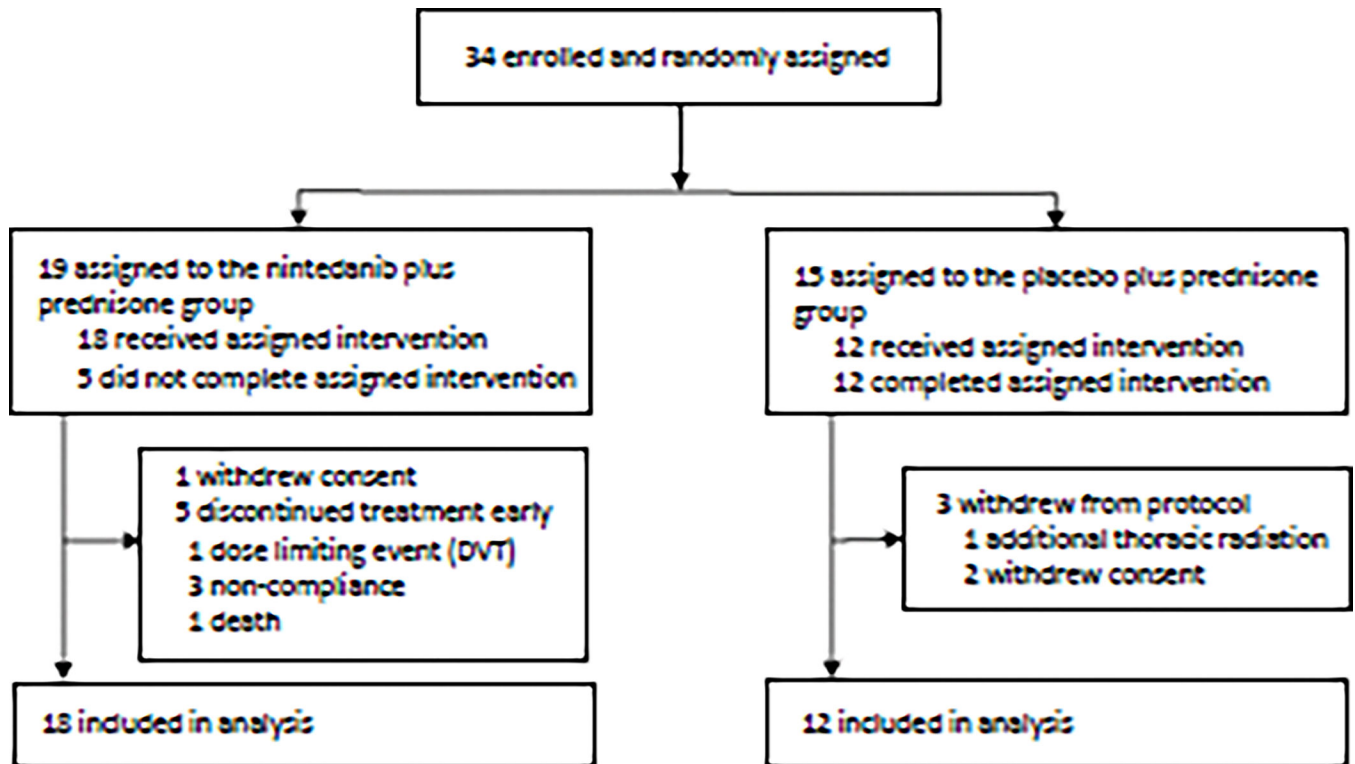 34 enrolled and randomly assigned
19 assigned to the nintedanib plus
prednisone group
18 received assigned intervention
5 did not complete assigned intervention
15 assigned to the placebo plus prednisone
group
12 received assigned intervention
12 completed assigned intervention
1 withdrew consent
5 discontinued treatment early
1 dose limiting event (DVT)
3 non-compliance
1 death
3 withdrew from protocol
1 additional thoracic radiation
2 withdrew consent
18 included in analysis
12 included in analysis